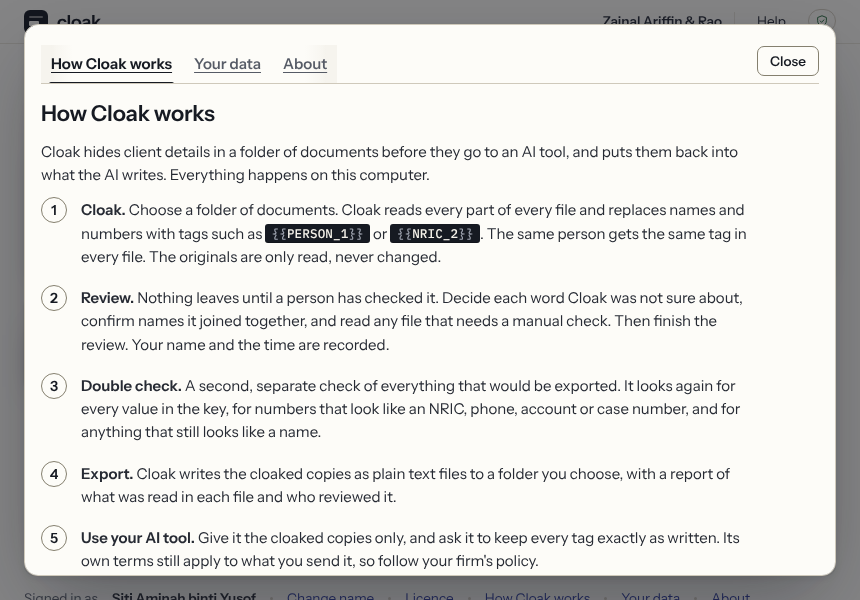 cloak
Zainal Ariffin & Rao
Help
How Cloak works
Your data
About
Close
How Cloak works
Cloak hides client details in a folder of documents before they go to an AI tool, and puts them back into
what the AI writes. Everything happens on this computer.
1 Cloak. Choose a folder of documents. Cloak reads every part of every file and replaces names and
numbers with tags such as {{PERSON_1}} or {{NRIC_2}}. The same person gets the same tag in
every file. The originals are only read, never changed.
2 Review. Nothing leaves until a person has checked it. Decide each word Cloak was not sure about,
confirm names it joined together, and read any file that needs a manual check. Then finish the
review. Your name and the time are recorded.
3 Double check. A second, separate check of everything that would be exported. It looks again for
every value in the key, for numbers that look like an NRIC, phone, account or case number, and for
anything that still looks like a name.
4 Export. Cloak writes the cloaked copies as plain text files to a folder you choose, with a report of
what was read in each file and who reviewed it.
5 Use your AI tool. Give it the cloaked copies only, and ask it to keep every tag exactly as written. Its
own terms still apply to what you send it, so follow your firm's policy.
Signed in as Siti Aminah binti Yusof · Change name · Licence · How Cloak works · Your data · About